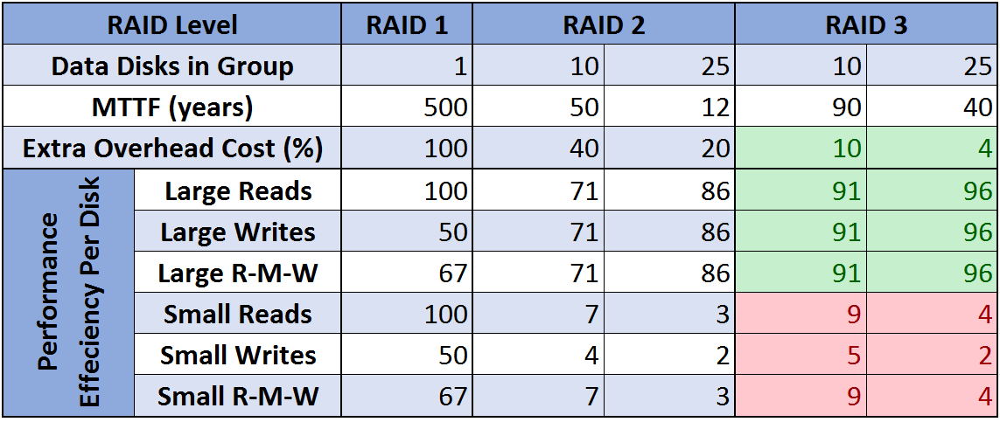 RAID Level RAID 1 RAID 2 RAID 3
Data Disks in Group 1 10 25 10 25
MTTF (years) 500 50 12 90 40
Extra Overhead Cost (%) 100 40 20 10 4
Performance
Effeciency Per Disk
Large Reads 100 71 86 91 96
Large Writes 50 71 86 91 96
Large R-M-W 67 71 86 91 96
Small Reads 100 7 3 9 4
Small Writes 50 4 2 5 2
Small R-M-W 67 7 3 9 4